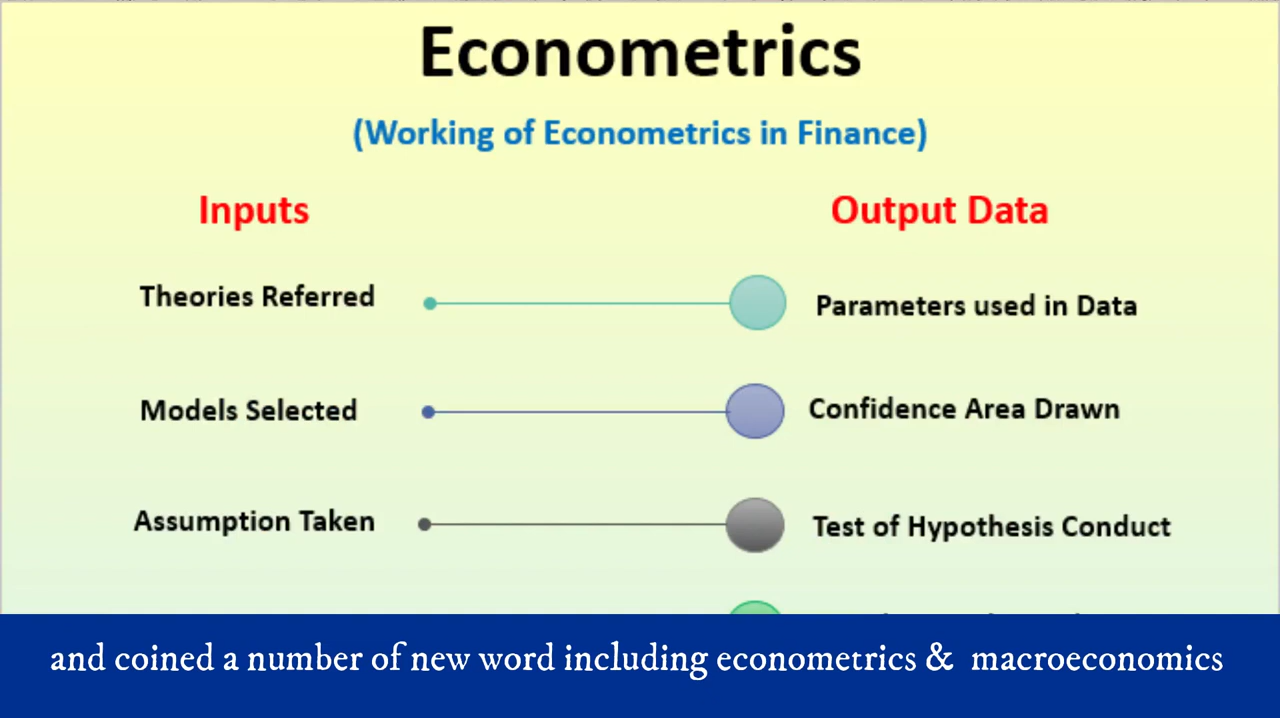 Econometrics
(Working of Econometrics in Finance)
Inputs Output Data
Theories Referred Parameters used in Data
Models Selected Confidence Area Drawn
Assumption Taken Test of Hypothesis Conduct
and coined a number of new word including econometrics & macroeconomics